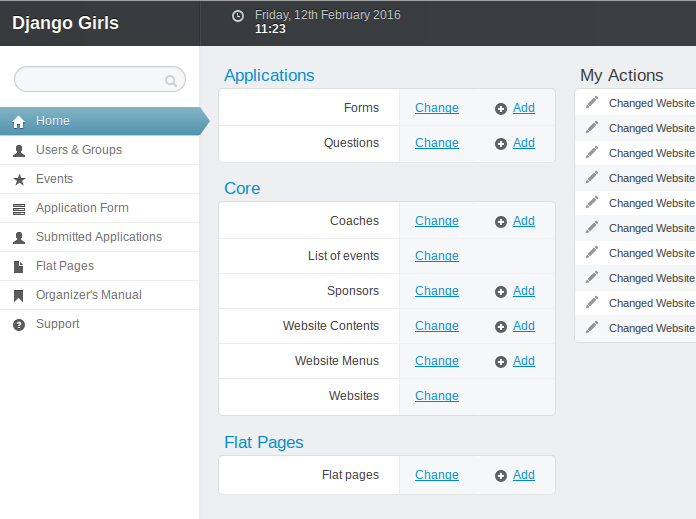 Django Girls
Friday, 12th February 2016
11:23
Home
Users & Groups
Events
Application Form
Submitted Applications
Flat Pages
Organizer's Manual
Support
Applications
Forms Change Add
Questions Change Add
Core
Coaches Change Add
List of events Change
Sponsors Change Add
Website Contents Change Add
Website Menus Change Add
Websites Change
Flat Pages
Flat pages Change Add
My Actions
Changed Website
Changed Website
Changed Website
Changed Website
Changed Website
Changed Website
Changed Website
Changed Website
Changed Website
Changed Website